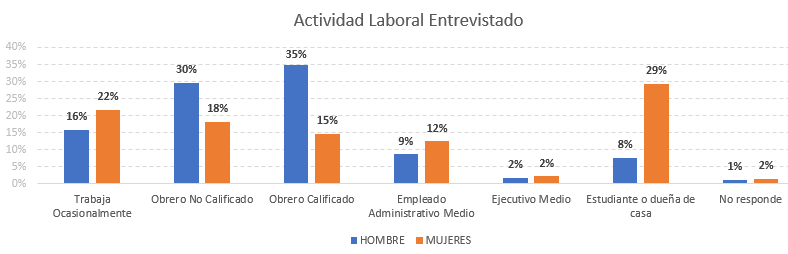 Actividad Laboral Entrevistado
40%
35%
30%
25%
20%
15%
10%
5%
0%
16%
22%
30%
18%
35%
15%
9%
12%
2%
2%
8%
29%
1%
2%
Trabaja
Ocasionalmente
Obrero No Calificado
Obrero Calificado
Empleado
Administrativo Medio
Ejecutivo Medio
Estudiante o dueña de
casa
No responde
HOMBRE
MUJERES